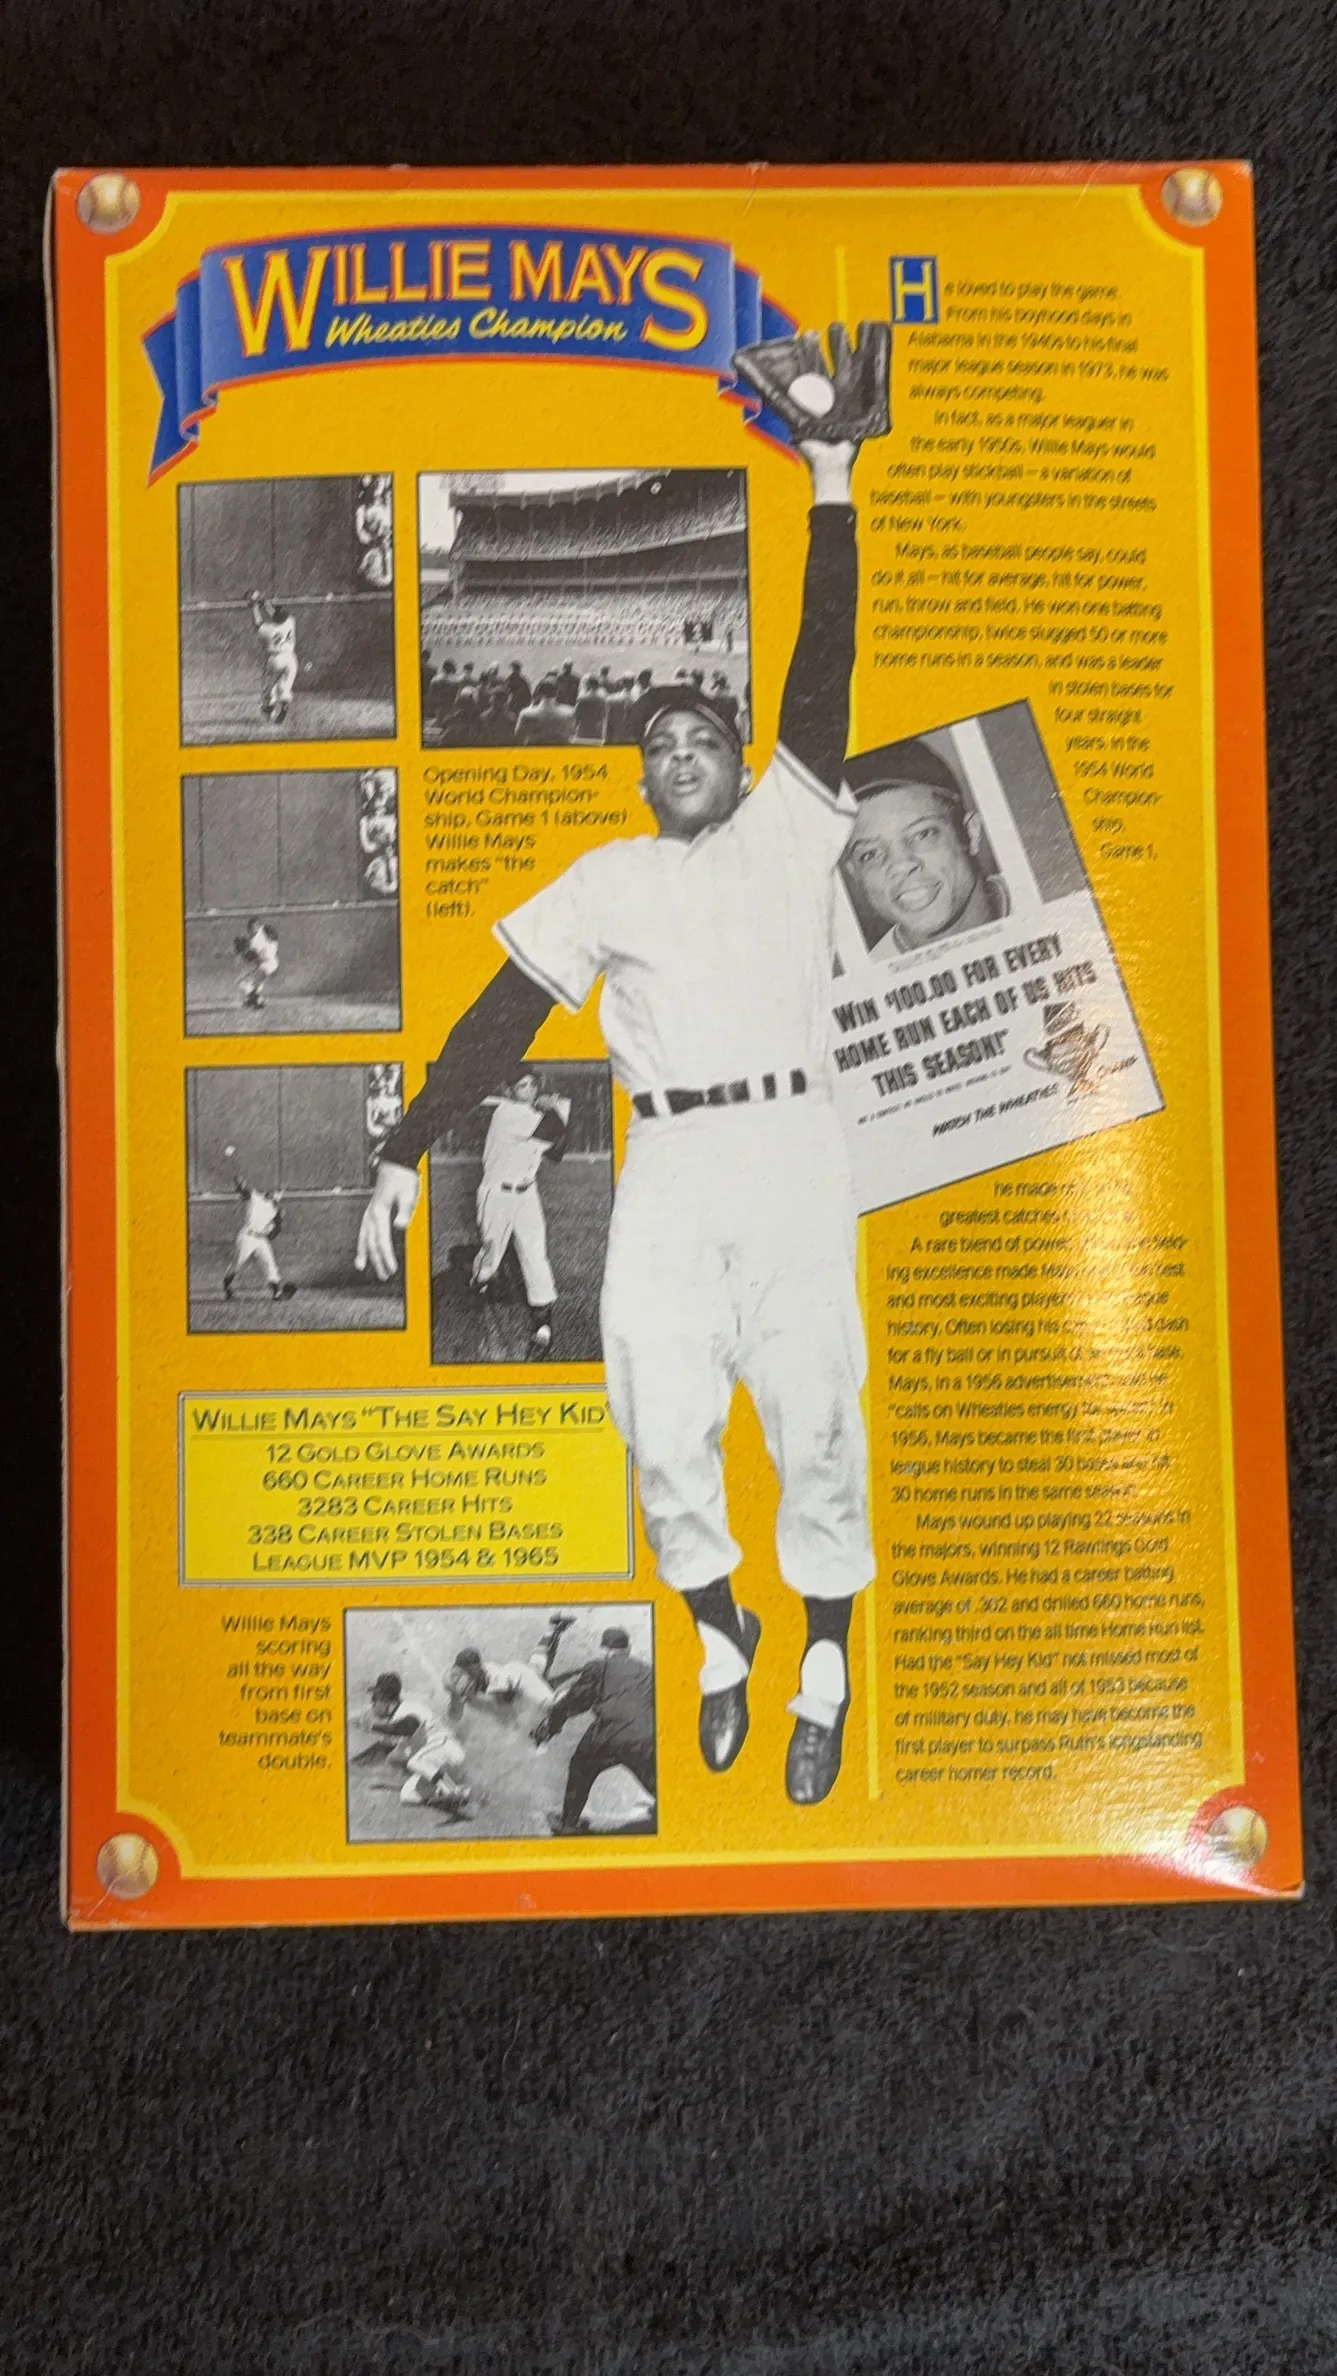 WILLIE MAYS
Wheaties Champion
Opening Day, 1954
World Champion-
ship, Game 1 (above)
Willie Mays
makes "the
catch"
(left).
WILLIE MAYS "THE SAY HEY KID"
12 GOLD GLOVE AWARDS
660 CAREER HOME RUNS
3283 CAREER HITS
338 CAREER STOLEN BASES
LEAGUE MVP 1954 & 1965
Willie Mays
scoring
all the way
from first
base on
teammate's
double.
He loved to play the game.
From his boyhood days in
Alabama in the 1940s to his final
major league season in 1973, he was
always competing.
In fact, as a major leaguer in
the early 1950s, Willie Mays would
often play stickball – a variation of
baseball – with youngsters in the streets
of New York.
Mays, as baseball people say, could
do it all – hit for average, hit for power,
run, throw and field. He won one batting
championship, twice slugged 50 or more
home runs in a season, and was a leader
in stolen bases for
four straight
years. In the
1954 World
Champion-
ship,
Game 1,
WIN $100.00 FOR EVERY
HOME RUN EACH OF US HITS
THIS SEASON!"
WATCH THE WHEATIES
he made
greatest catches
A rare blend of power, field-
ing excellence made
and most exciting player league
history. Often losing his dash
for a fly ball or in pursuit of base,
Mays, in a 1956 advertisement,
"calls on Wheaties energy
1956, Mays became the first player in
league history to steal 30 bases and hit
30 home runs in the same season.
Mays wound up playing 22 seasons in
the majors, winning 12 Rawlings Gold
Glove Awards. He had a career batting
average of .302 and drilled 660 home runs,
ranking third on the all time Home Run list.
Had the "Say Hey Kid" not missed most of
the 1952 season and all of 1953 because
of military duty, he may have become the
first player to surpass Ruth's longstanding
career homer record.